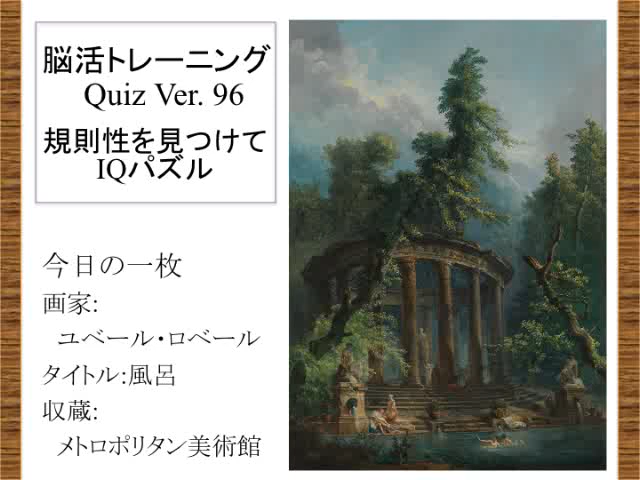 脳活トレーニング
Quiz Ver. 96
規則性を見つけて
IQパズル
今日の一枚
画家:
ユベール・ロベール
タイトル:風呂
収蔵:
メトロポリタン美術館